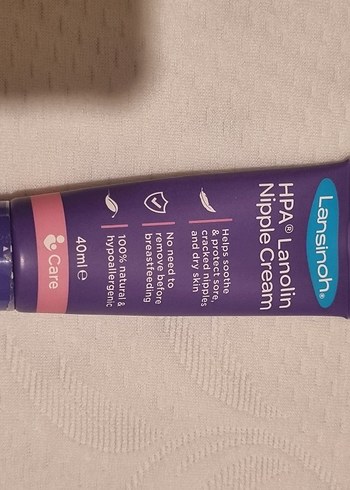 Lansinoh®
HPA® Lanolin
Nipple Cream
Helps soothe
& protect sore,
cracked nipples
and dry skin
No need to
remove before
breastfeeding
100% natural &
hypoallergenic
40ml℮
Care